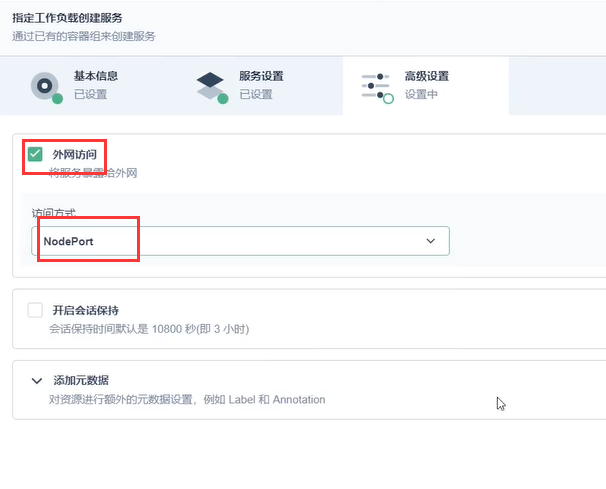 指定工作负载创建服务
通过已有的容器组来创建服务
基本信息
已设置
服务设置
已设置
高级设置
设置中
外网访问
将服务暴露给外网
访问方式
NodePort
开启会话保持
会话保持时间默认是 10800 秒(即 3 小时)
添加元数据
对资源进行额外的元数据设置，例如 Label 和 Annotation